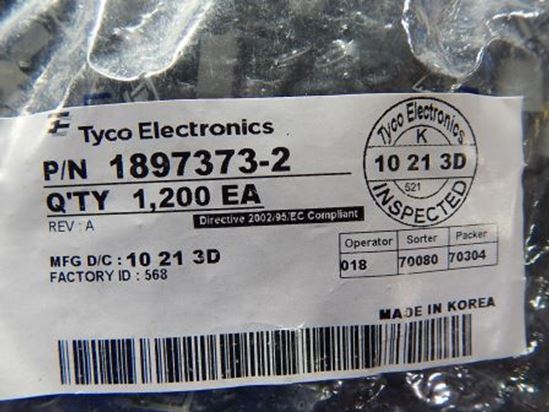 Tyco Electronics
P/N 1897373-2
Q'TY 1,200 EA
REV : A
Directive 2002/95/EC Compliant
MFG D/C : 10 21 3D
FACTORY ID : 568
Tyco Electronics
K
10 21 3D
521
INSPECTED
Operator Sorter Packer
018 70080 70304
MADE IN KOREA